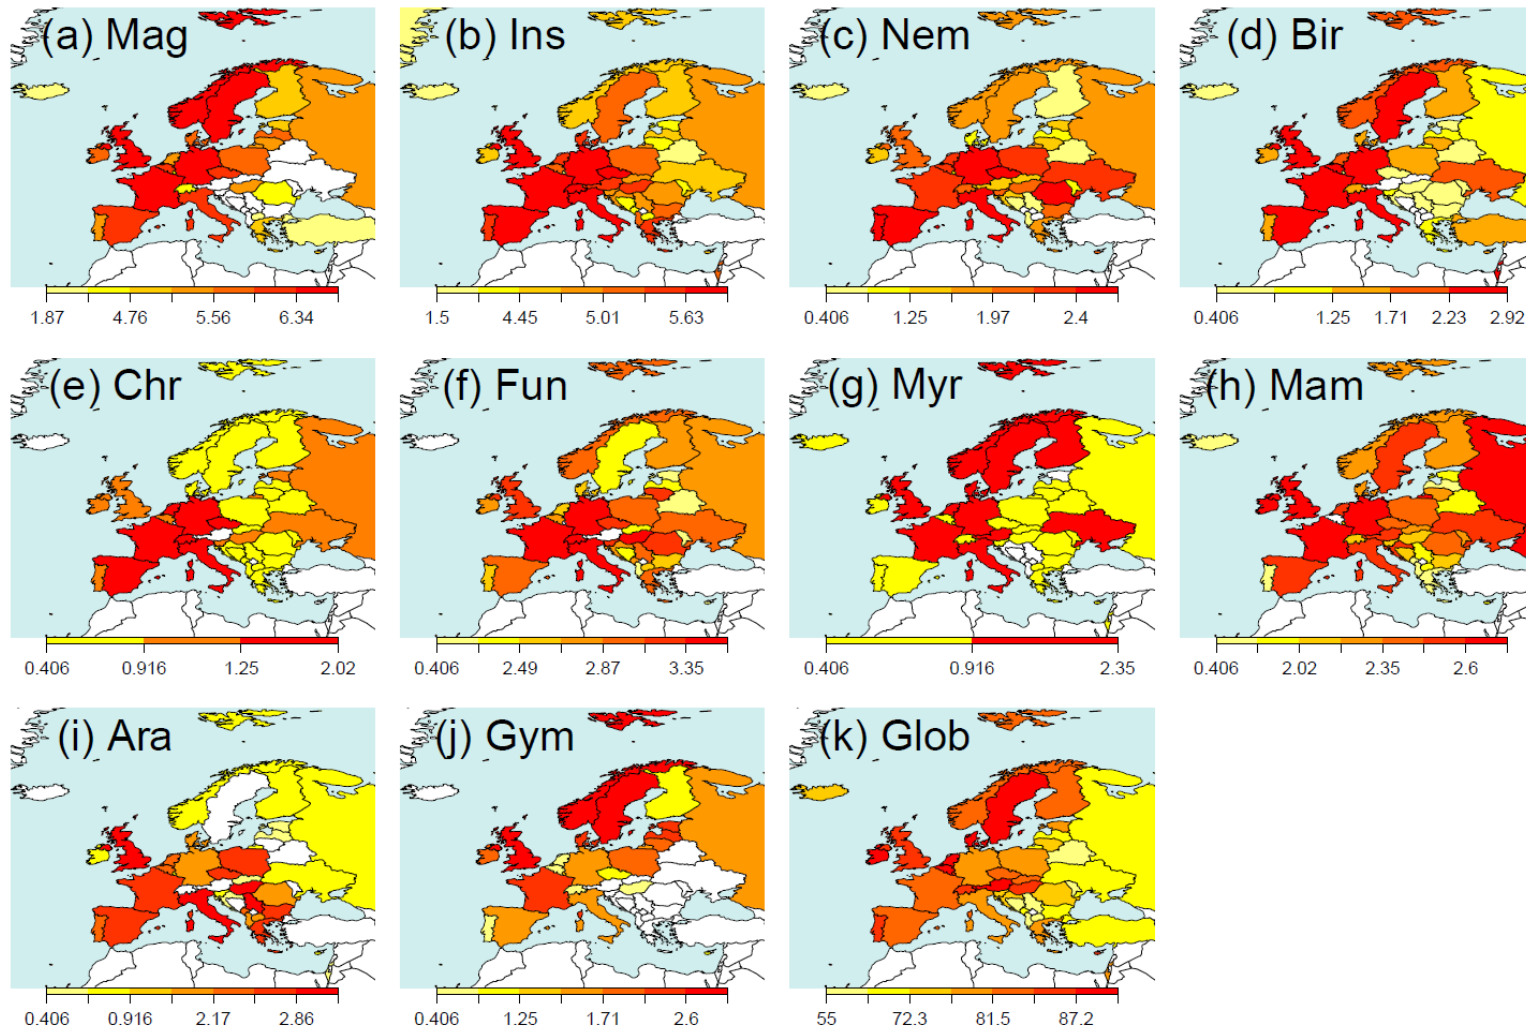 (a) Mag
(b) Ins
(c) Nem
(d) Bir
1.87 4.76 5.56 6.34
1.5 4.45 5.01 5.63
0.406 1.25 1.97 2.4
0.406 1.25 1.71 2.23 2.92
(e) Chr
(f) Fun
(g) Myr
(h) Mam
0.406 0.916 1.25 2.02
0.406 2.49 2.87 3.35
0.406 0.916 2.35
0.406 2.02 2.35 2.6
(i) Ara
(j) Gym
(k) Glob
0.406 0.916 2.17 2.86
0.406 1.25 1.71 2.6
55 72.3 81.5 87.2